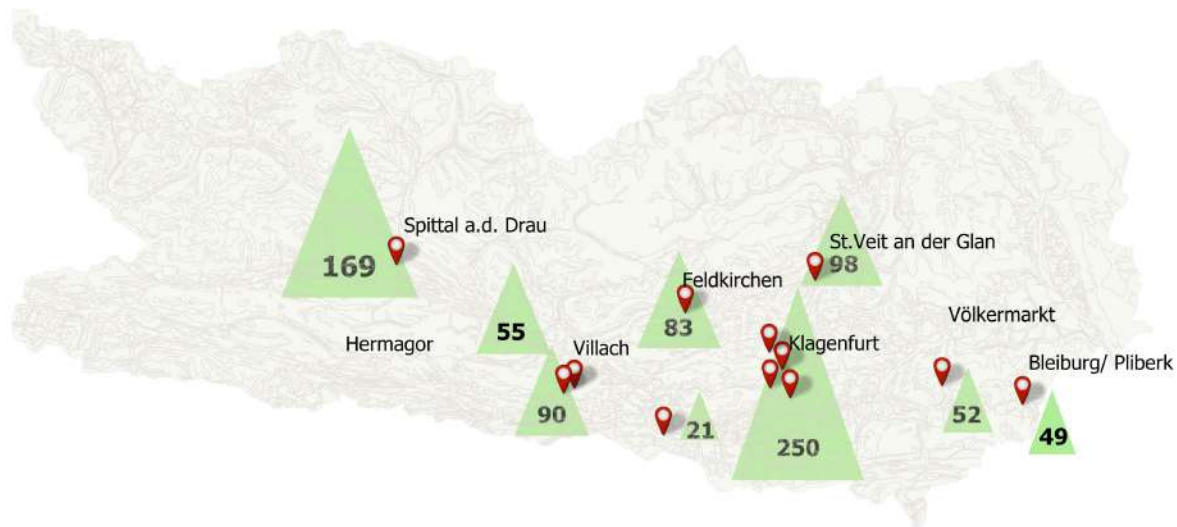 Spittal a.d. Drau
169
St.Veit an der Glan
98
Feldkirchen
83
Hermagor
55
Villach
90
21
Klagenfurt
250
Völkermarkt
52
Bleiburg/ Pliberk
49